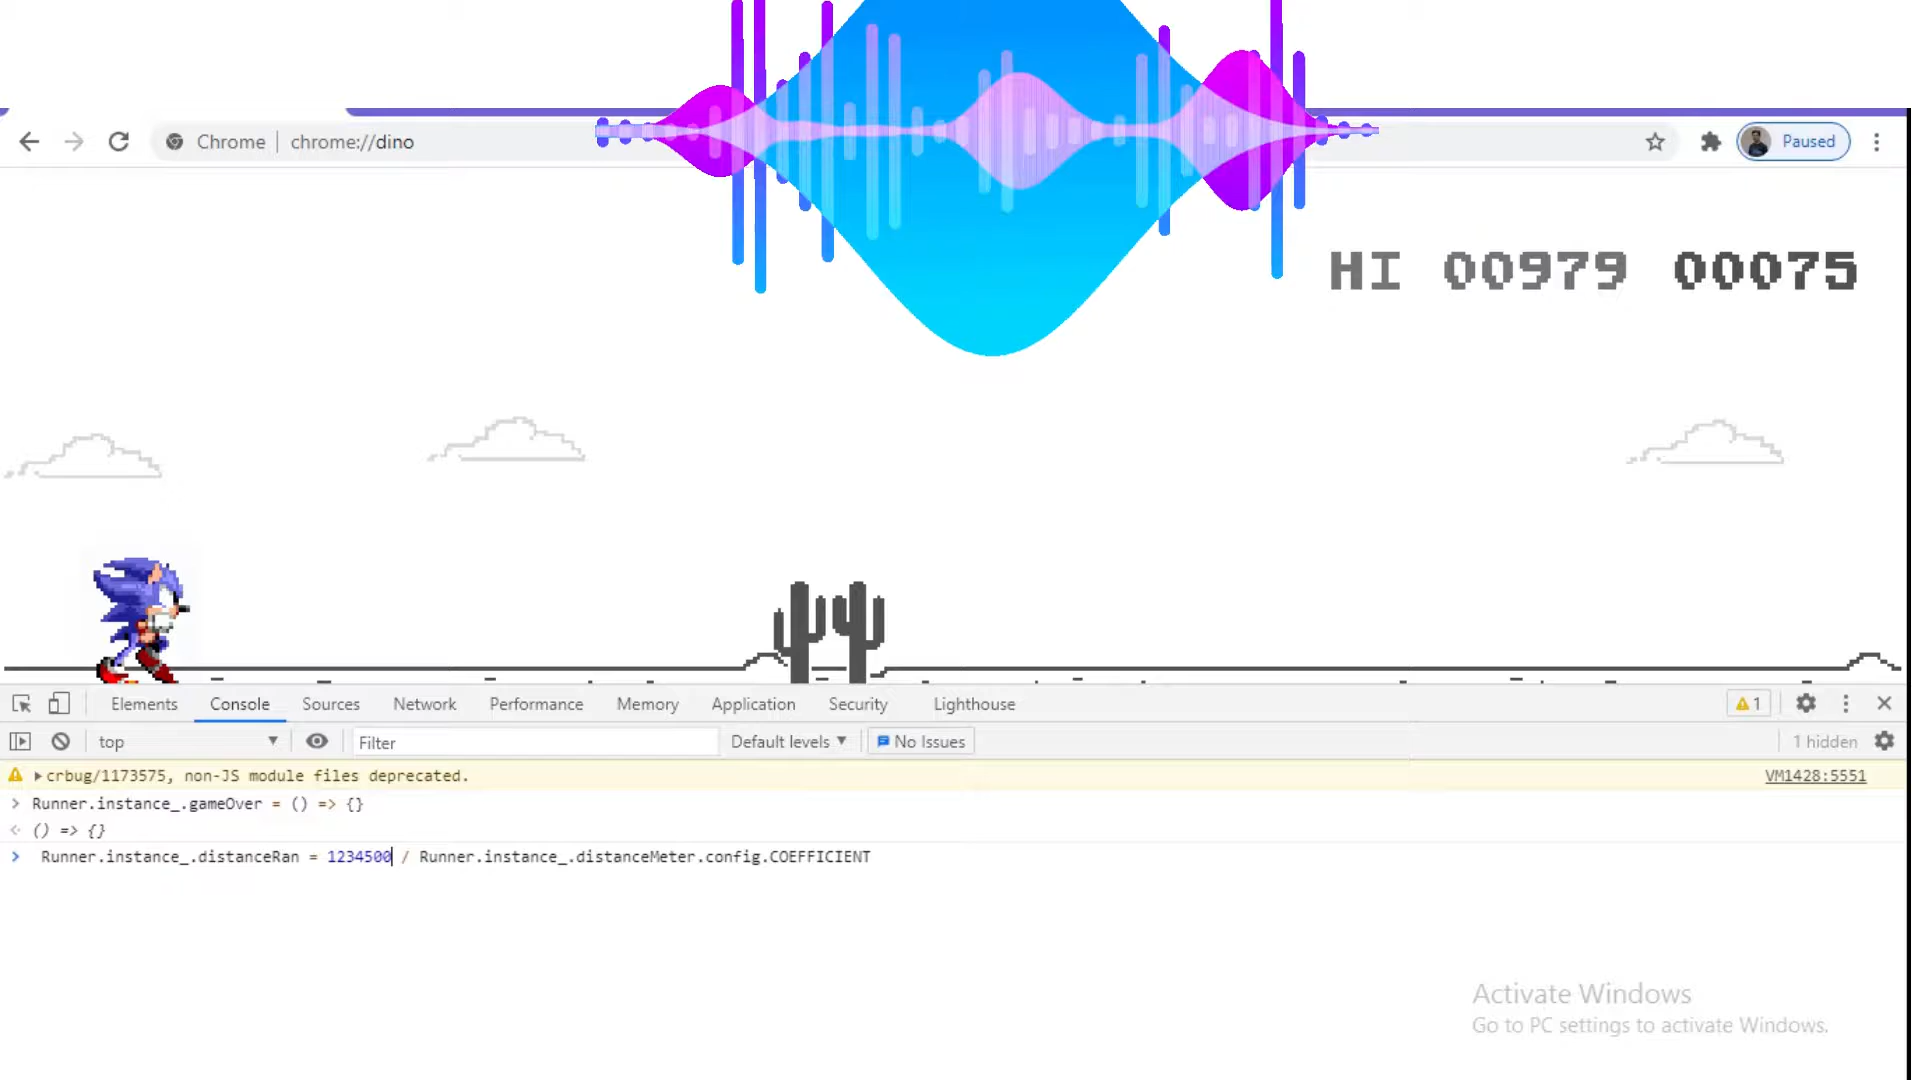 Chrome | chrome://dino
Paused
HI 00979 00075
Elements Console Sources Network Performance Memory Application Security Lighthouse
1
top
Filter
Default levels
No Issues
1 hidden
crbug/1173575, non-JS module files deprecated.
VM1428:5551
Runner.instance_.gameOver = () => {}
() => {}
Runner.instance_.distanceRan = 1234500 / Runner.instance_.distanceMeter.config.COEFFICIENT
Activate Windows
Go to PC settings to activate Windows.